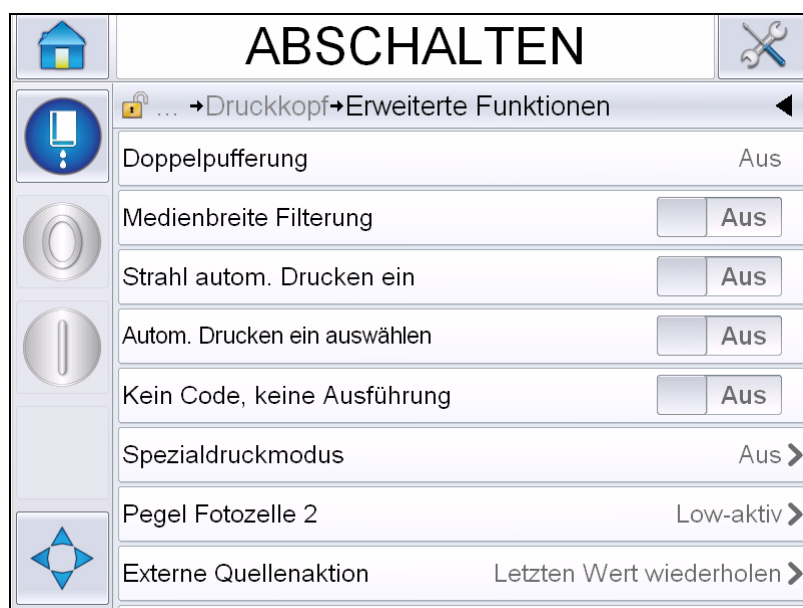 ABSCHALTEN
... →Druckkopf→Erweiterte Funktionen
Doppelpufferung Aus
Medienbreite Filterung Aus
Strahl autom. Drucken ein Aus
Autom. Drucken ein auswählen Aus
Kein Code, keine Ausführung Aus
Spezialdruckmodus Aus
Pegel Fotozelle 2 Low-aktiv
Externe Quellenaktion Letzten Wert wiederholen